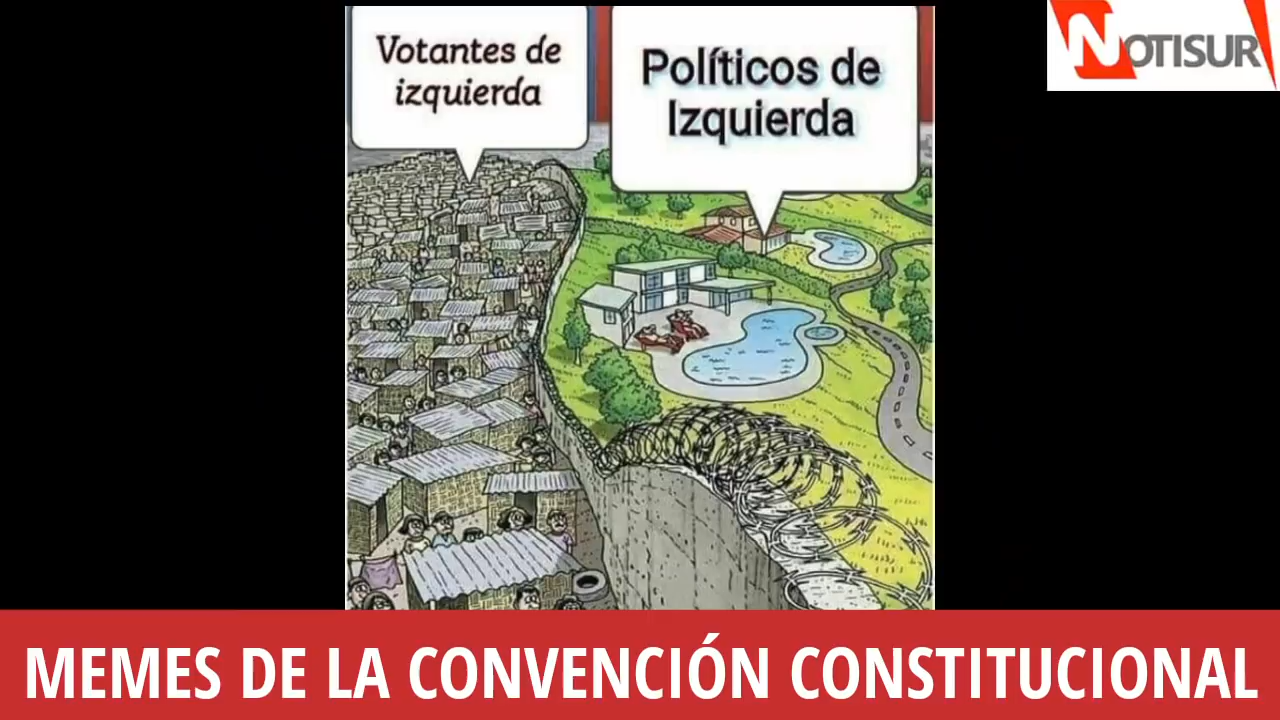 Votantes de
izquierda
Políticos de
Izquierda
NOTISUR
MEMES DE LA CONVENCIÓN CONSTITUCIONAL